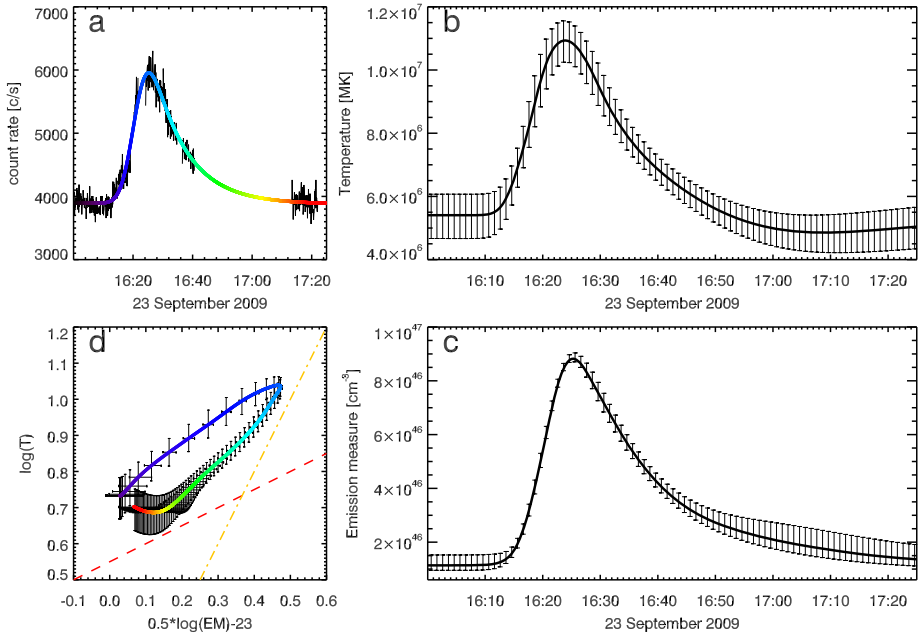 a
7000
6000
5000
4000
3000
count rate [c/s]
16:20 16:40 17:00 17:20
23 September 2009
b
1.2×10⁷
1.0×10⁷
8.0×10⁶
6.0×10⁶
4.0×10⁶
Temperature [MK]
16:10 16:20 16:30 16:40 16:50 17:00 17:10 17:20
23 September 2009
d
1.2
1.1
1.0
0.9
0.8
0.7
0.6
0.5
log(T)
-0.1 0.0 0.1 0.2 0.3 0.4 0.5 0.6
0.5*log(EM)-23
c
1×10⁴⁷
8×10⁴⁶
6×10⁴⁶
4×10⁴⁶
2×10⁴⁶
Emission measure [cm⁻³]
16:10 16:20 16:30 16:40 16:50 17:00 17:10 17:20
23 September 2009